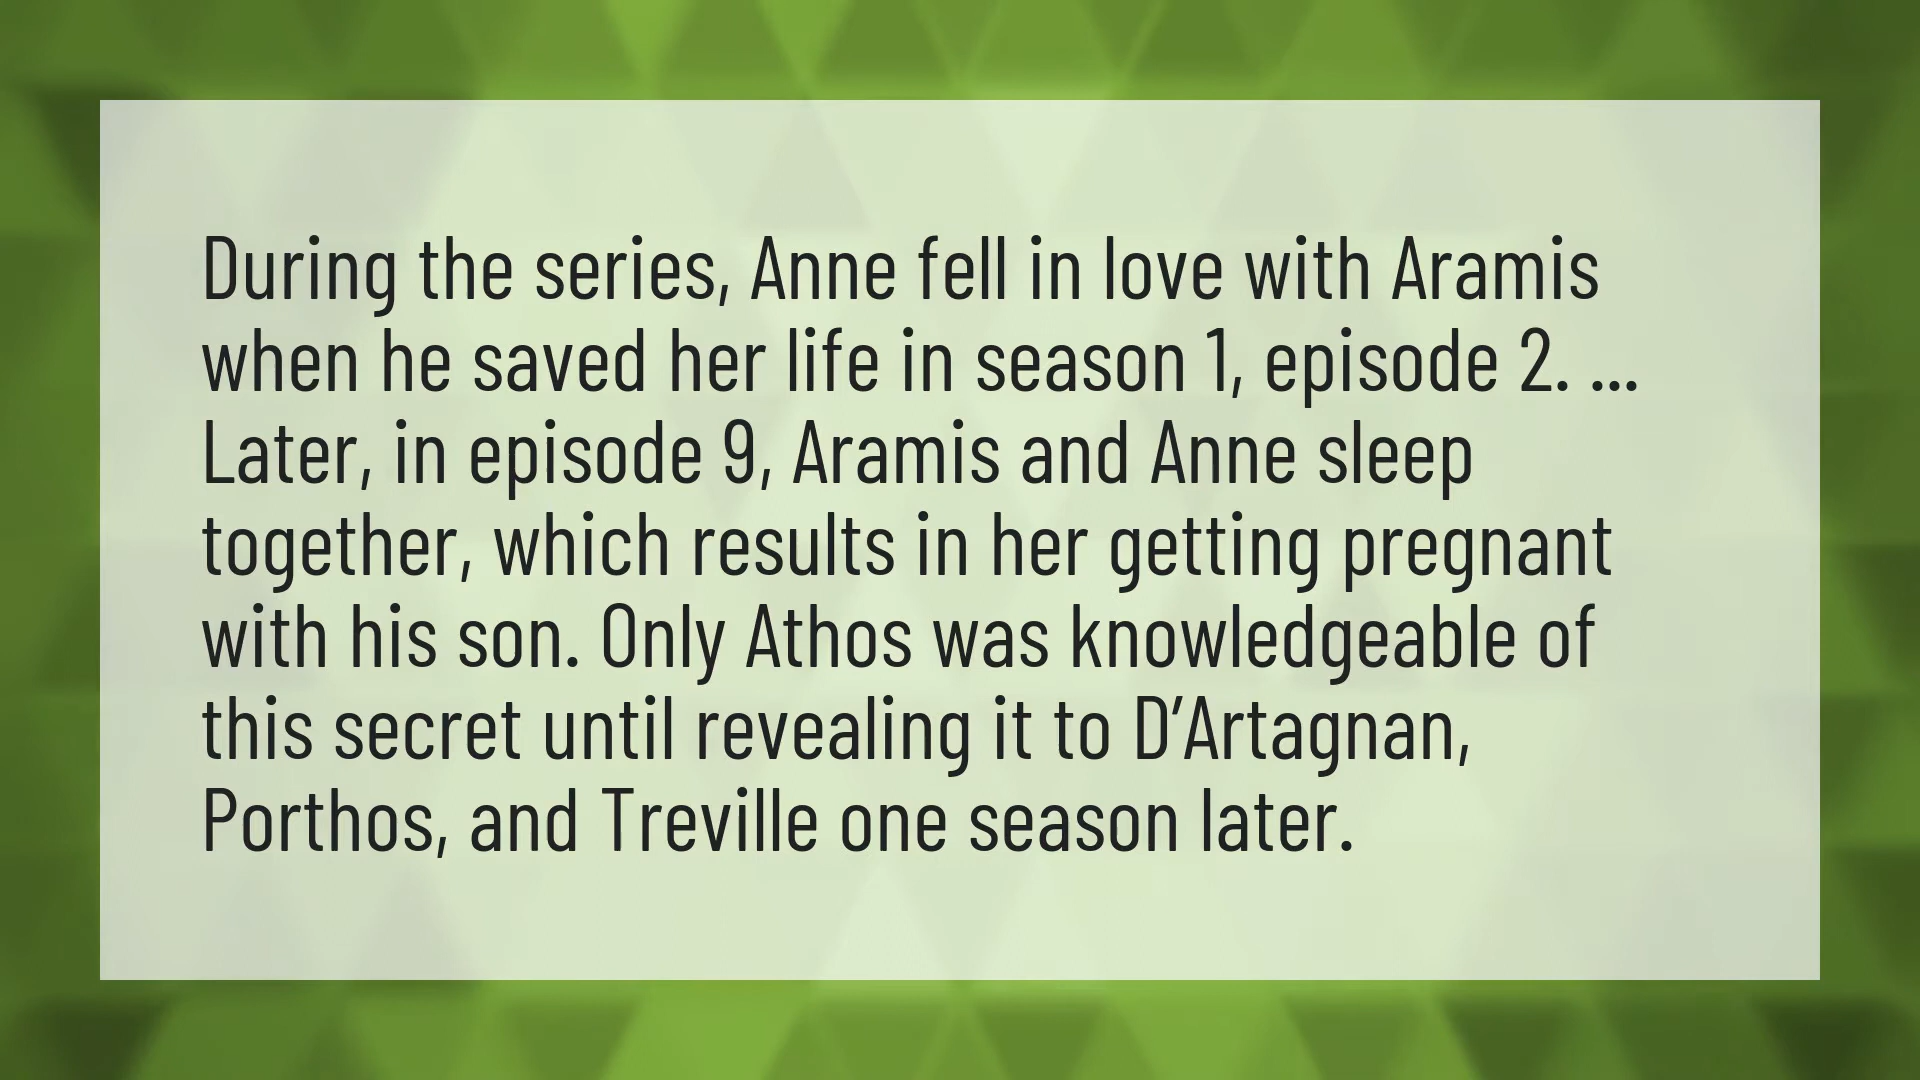 During the series, Anne fell in love with Aramis
when he saved her life in season 1, episode 2. ...
Later, in episode 9, Aramis and Anne sleep
together, which results in her getting pregnant
with his son. Only Athos was knowledgeable of
this secret until revealing it to D’Artagnan,
Porthos, and Treville one season later.